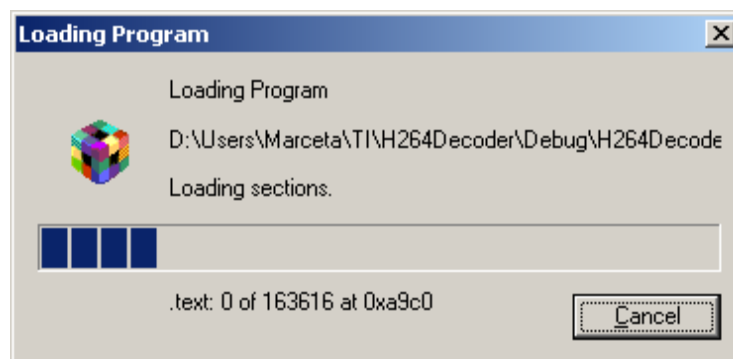 Loading Program
Loading Program
D:\Users\Marceta\TI\H264Decoder\Debug\H264Decode
Loading sections.
.text: 0 of 163616 at 0xa9c0
Cancel